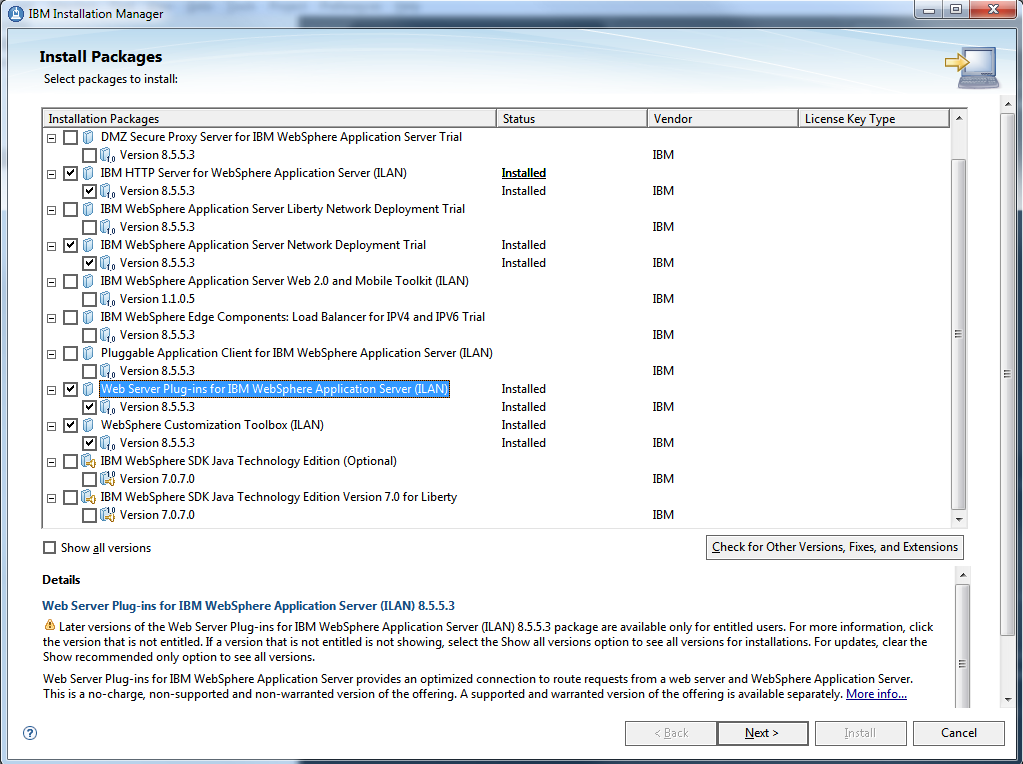 IBM Installation Manager
Install Packages
Select packages to install:
Installation Packages Status Vendor License Key Type
DMZ Secure Proxy Server for IBM WebSphere Application Server Trial
Version 8.5.5.3 IBM
IBM HTTP Server for WebSphere Application Server (ILAN) Installed
Version 8.5.5.3 Installed IBM
IBM WebSphere Application Server Liberty Network Deployment Trial
Version 8.5.5.3 IBM
IBM WebSphere Application Server Network Deployment Trial Installed
Version 8.5.5.3 Installed IBM
IBM WebSphere Application Server Web 2.0 and Mobile Toolkit (ILAN)
Version 1.1.0.5 IBM
IBM WebSphere Edge Components: Load Balancer for IPV4 and IPV6 Trial
Version 8.5.5.3 IBM
Pluggable Application Client for IBM WebSphere Application Server (ILAN)
Version 8.5.5.3 IBM
Web Server Plug-ins for IBM WebSphere Application Server (ILAN) Installed
Version 8.5.5.3 Installed IBM
WebSphere Customization Toolbox (ILAN) Installed
Version 8.5.5.3 Installed IBM
IBM WebSphere SDK Java Technology Edition (Optional)
Version 7.0.7.0 IBM
IBM WebSphere SDK Java Technology Edition Version 7.0 for Liberty
Version 7.0.7.0 IBM
Show all versions Check for Other Versions, Fixes, and Extensions
Details
Web Server Plug-ins for IBM WebSphere Application Server (ILAN) 8.5.5.3
Later versions of the Web Server Plug-ins for IBM WebSphere Application Server (ILAN) 8.5.5.3 package are available only for entitled users. For more information, click
the version that is not entitled. If a version that is not entitled is not showing, select the Show all versions option to see all versions for installations. For updates, clear the
Show recommended only option to see all versions.
Web Server Plug-ins for IBM WebSphere Application Server provides an optimized connection to route requests from a web server and WebSphere Application Server.
This is a no-charge, non-supported and non-warranted version of the offering. A supported and warranted version of the offering is available separately. More info...
? < Back Next > Install Cancel